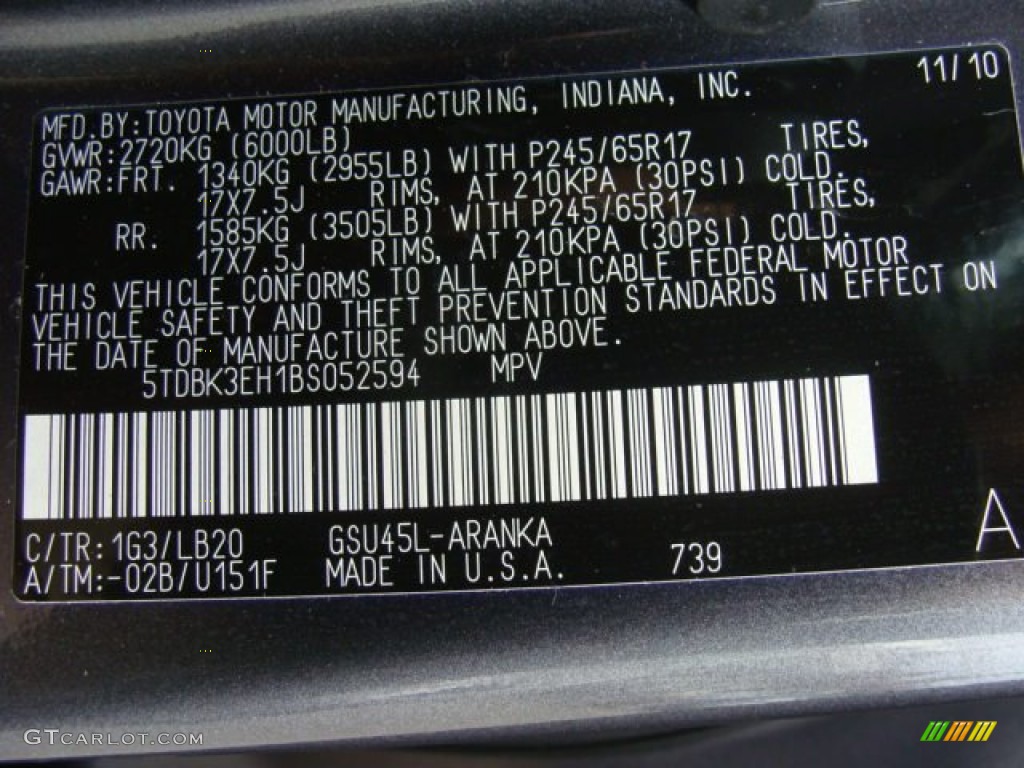 11/10
MFD.BY:TOYOTA MOTOR MANUFACTURING, INDIANA, INC.
GVWR:2720KG (6000LB)
GAWR:FRT. 1340KG (2955LB) WITH P245/65R17 TIRES,
17X7.5J RIMS, AT 210KPA (30PSI) COLD.
RR. 1585KG (3505LB) WITH P245/65R17 TIRES,
17X7.5J RIMS, AT 210KPA (30PSI) COLD.
THIS VEHICLE CONFORMS TO ALL APPLICABLE FEDERAL MOTOR
VEHICLE SAFETY AND THEFT PREVENTION STANDARDS IN EFFECT ON
THE DATE OF MANUFACTURE SHOWN ABOVE.
5TDBK3EH1BS052594 MPV
C/TR:1G3/LB20 GSU45L-ARANKA
A/TM:-02B/U151F MADE IN U.S.A. 739 A
GTCARLOT.COM